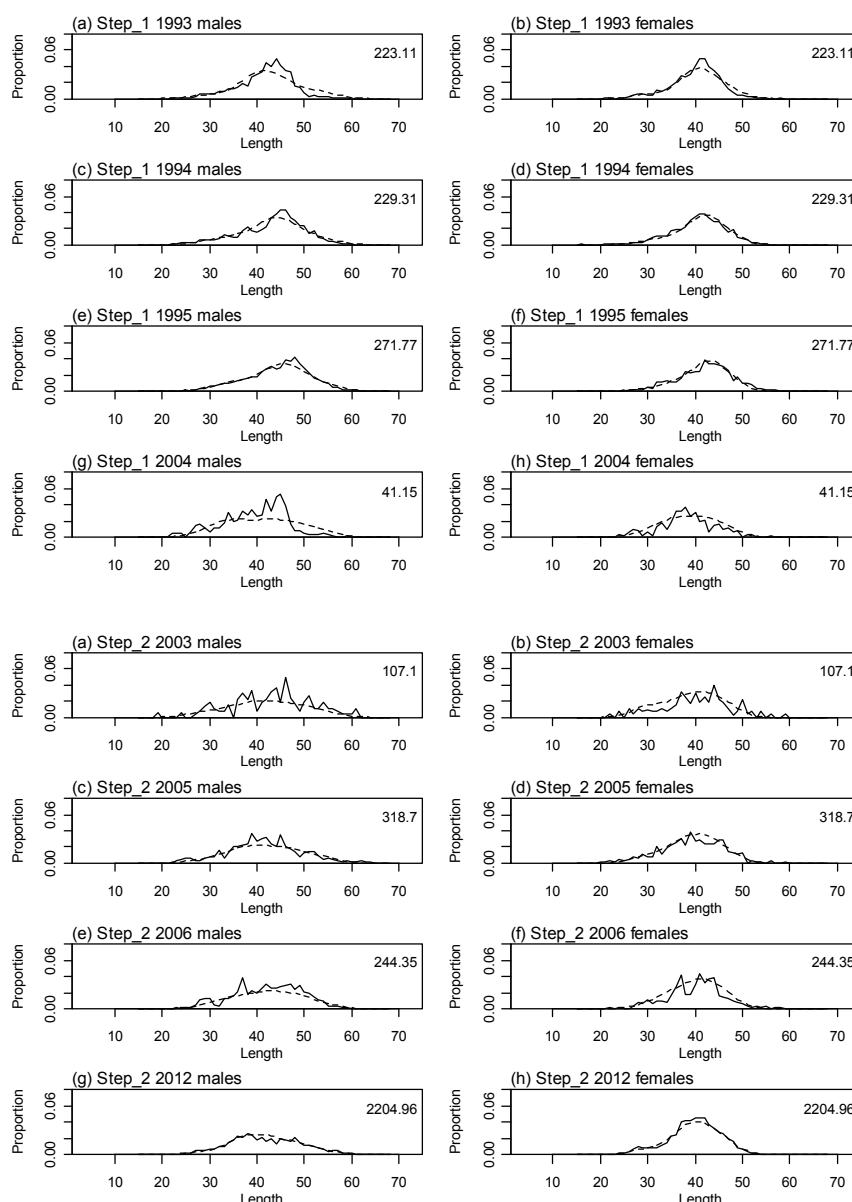 (a) Step_1 1993 males
(b) Step_1 1993 females
Proportion 0.00 0.06 223.11
Proportion 0.00 0.06 223.11
10 20 30 40 50 60 70
10 20 30 40 50 60 70
Length
Length
(c) Step_1 1994 males
(d) Step_1 1994 females
Proportion 0.00 0.06 229.31
Proportion 0.00 0.06 229.31
10 20 30 40 50 60 70
10 20 30 40 50 60 70
Length
Length
(e) Step_1 1995 males
(f) Step_1 1995 females
Proportion 0.00 0.06 271.77
Proportion 0.00 0.06 271.77
10 20 30 40 50 60 70
10 20 30 40 50 60 70
Length
Length
(g) Step_1 2004 males
(h) Step_1 2004 females
Proportion 0.00 0.06 41.15
Proportion 0.00 0.06 41.15
10 20 30 40 50 60 70
10 20 30 40 50 60 70
Length
Length
(a) Step_2 2003 males
(b) Step_2 2003 females
Proportion 0.00 0.06 107.1
Proportion 0.00 0.06 107.1
10 20 30 40 50 60 70
10 20 30 40 50 60 70
Length
Length
(c) Step_2 2005 males
(d) Step_2 2005 females
Proportion 0.00 0.06 318.7
Proportion 0.00 0.06 318.7
10 20 30 40 50 60 70
10 20 30 40 50 60 70
Length
Length
(e) Step_2 2006 males
(f) Step_2 2006 females
Proportion 0.00 0.06 244.35
Proportion 0.00 0.06 244.35
10 20 30 40 50 60 70
10 20 30 40 50 60 70
Length
Length
(g) Step_2 2012 males
(h) Step_2 2012 females
Proportion 0.00 0.06 2204.96
Proportion 0.00 0.06 2204.96
10 20 30 40 50 60 70
10 20 30 40 50 60 70
Length
Length